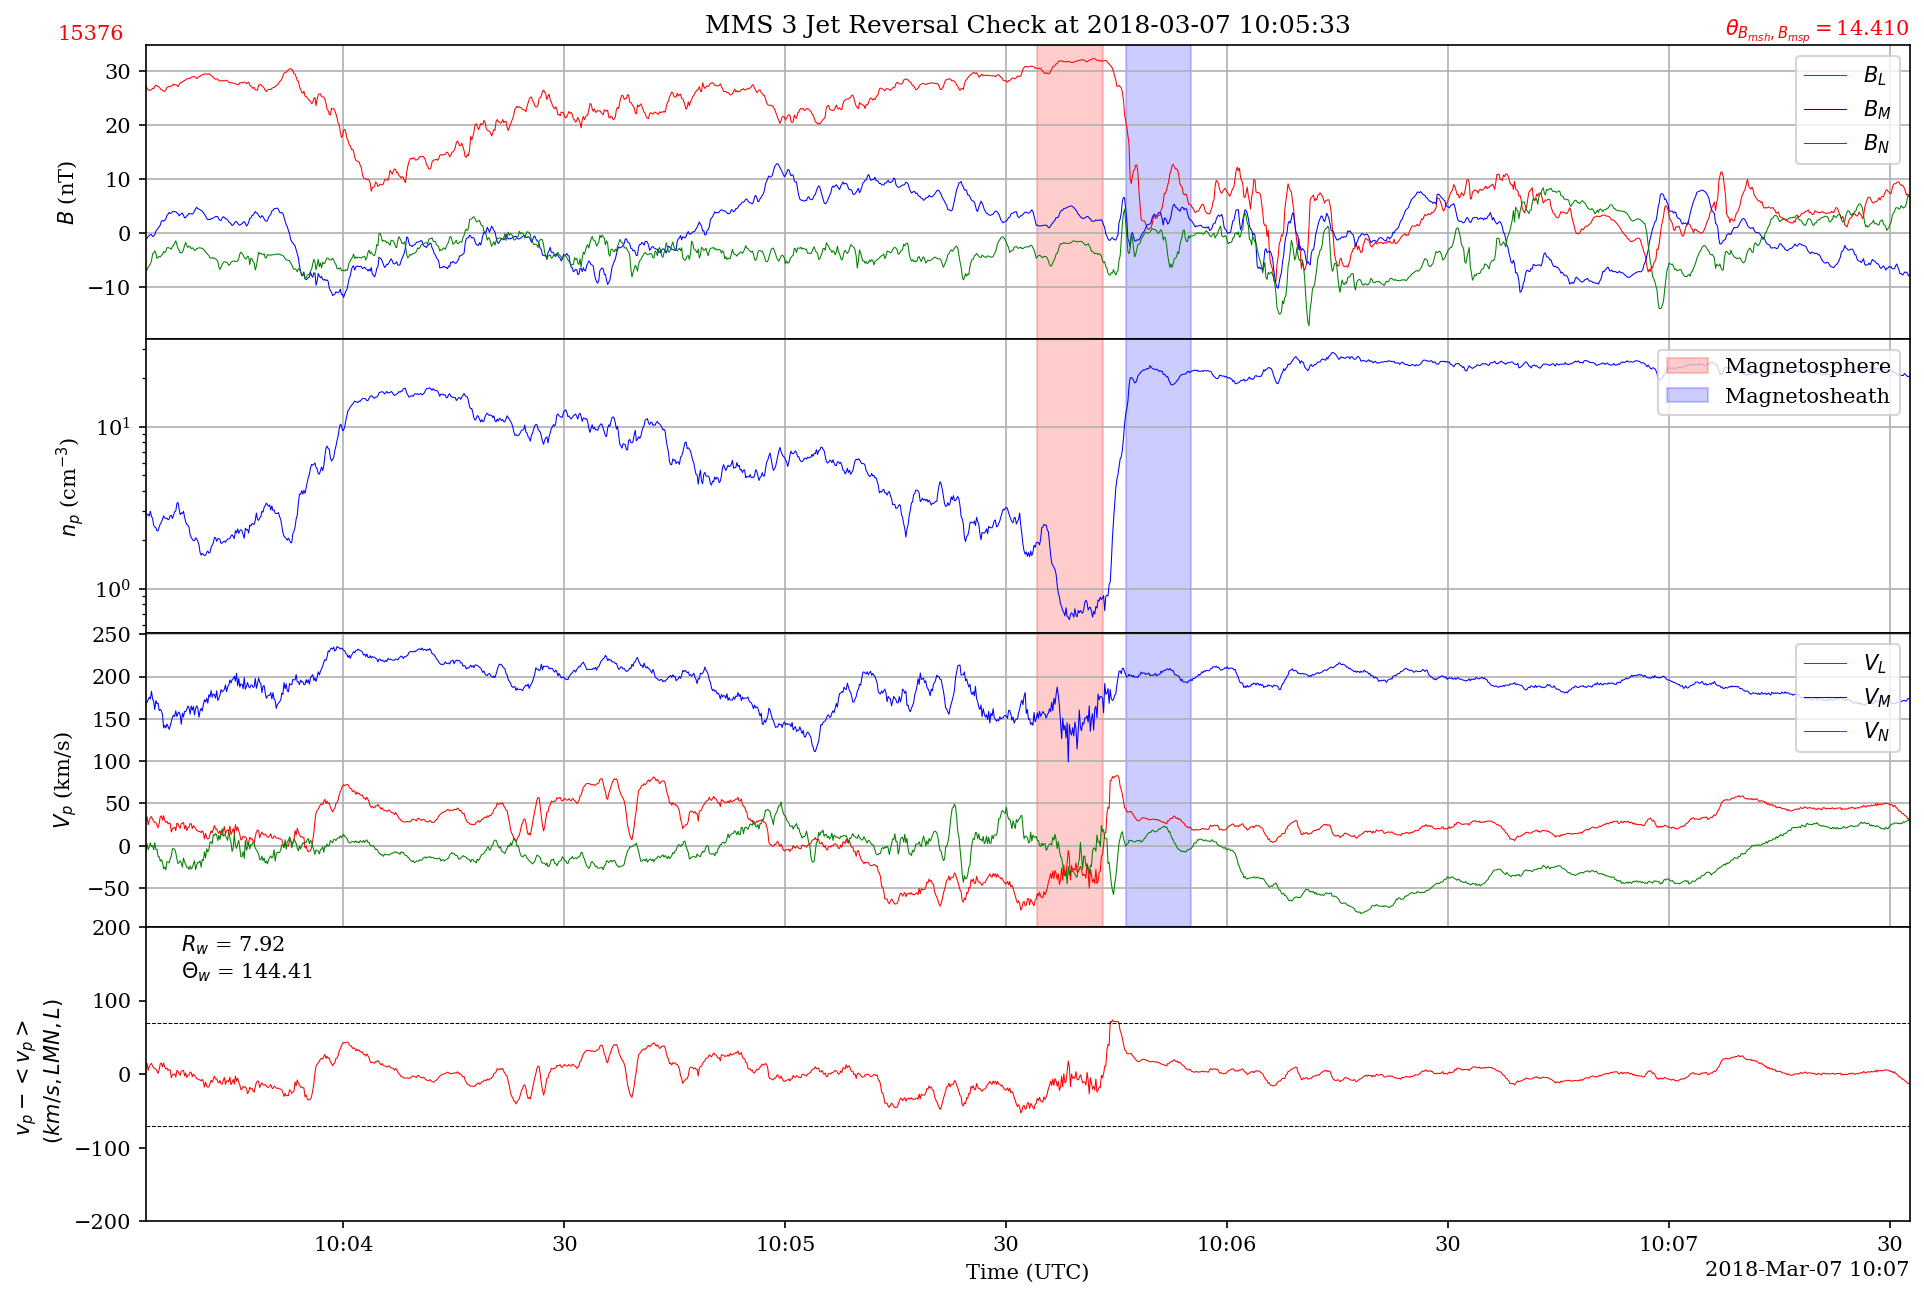 MMS 3 Jet Reversal Check at 2018-03-07 10:05:33
15376
θ_{B_{msh}, B_{msp}} = 14.410
30
20
10
0
−10
B (nT)
B_L
B_M
B_N
10^1
10^0
n_p (cm^{−3})
Magnetosphere
Magnetosheath
250
200
150
100
50
0
−50
V_p (km/s)
V_L
V_M
V_N
200
100
0
−100
−200
v_p − <v_p>
(km/s, LMN, L)
R_w = 7.92
Θ_w = 144.41
10:04
30
10:05
30
10:06
30
10:07
30
Time (UTC)
2018-Mar-07 10:07